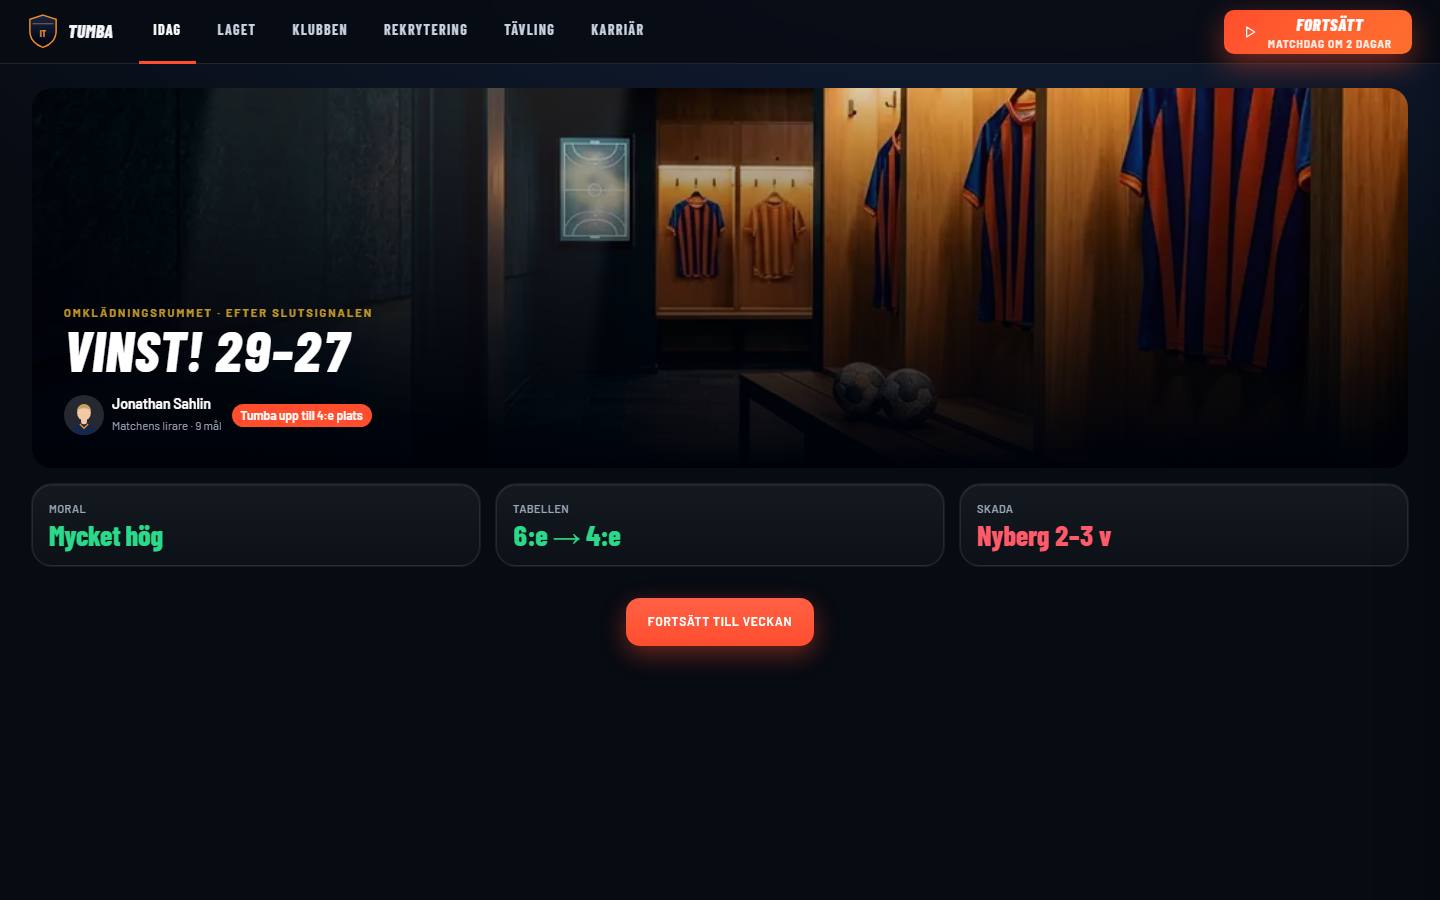 IT
TUMBA
IDAG
LAGET
KLUBBEN
REKRYTERING
TÄVLING
KARRIÄR
FORTSÄTT
MATCHDAG OM 2 DAGAR
OMKLÄDNINGSRUMMET · EFTER SLUTSIGNALEN
VINST! 29–27
Jonathan Sahlin
Matchens lirare · 9 mål
Tumba upp till 4:e plats
MORAL
Mycket hög
TABELLEN
6:e → 4:e
SKADA
Nyberg 2–3 v
FORTSÄTT TILL VECKAN